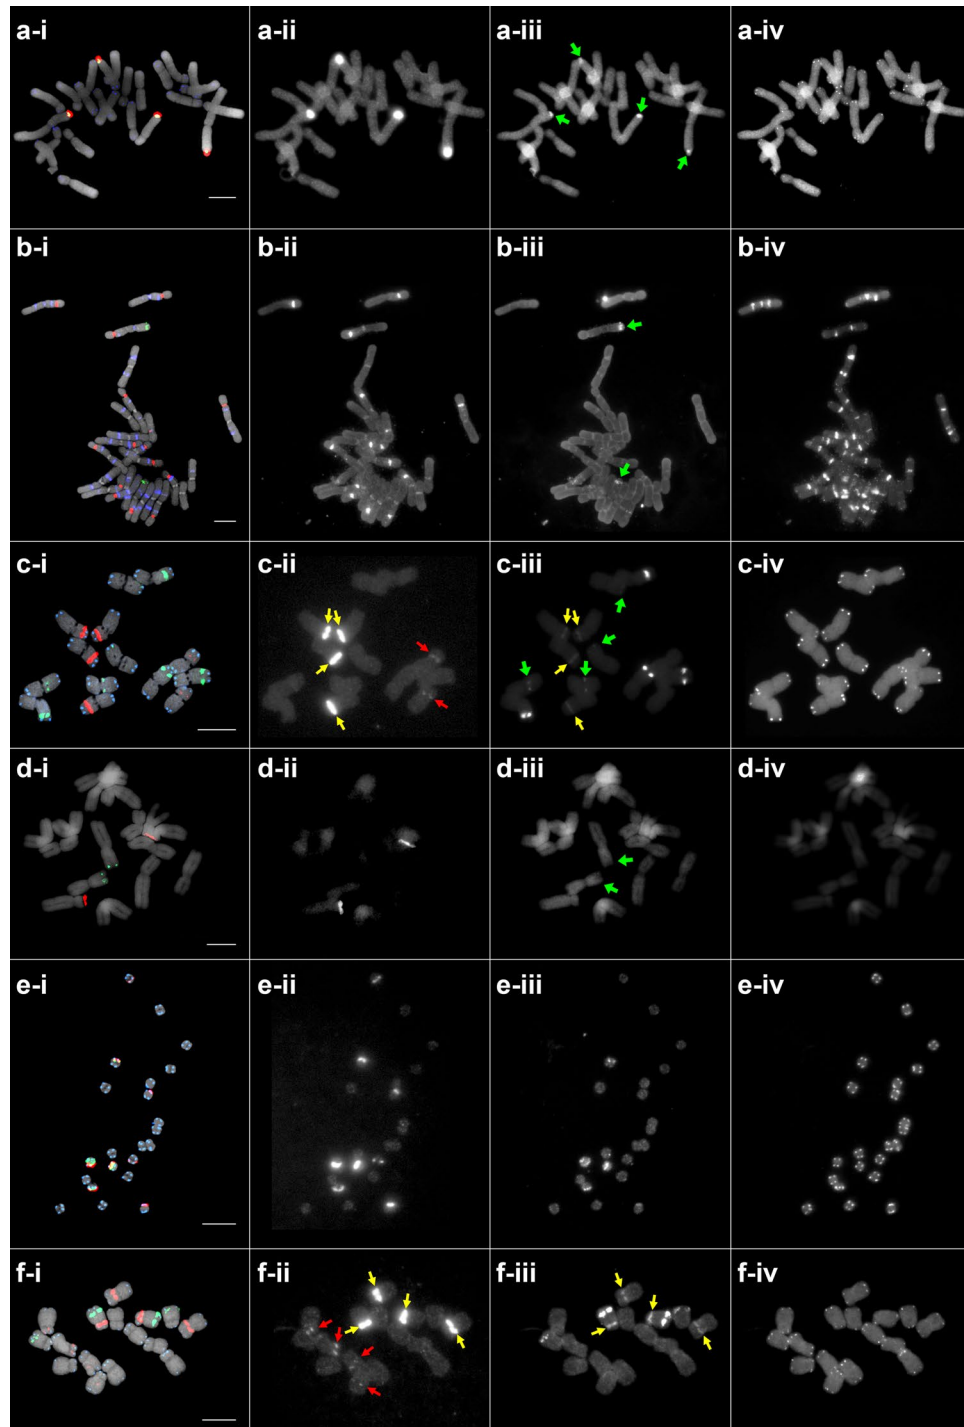 a-i a-ii a-iii a-iv
b-i b-ii b-iii b-iv
c-i c-ii c-iii c-iv
d-i d-ii d-iii d-iv
e-i e-ii e-iii e-iv
f-i f-ii f-iii f-iv